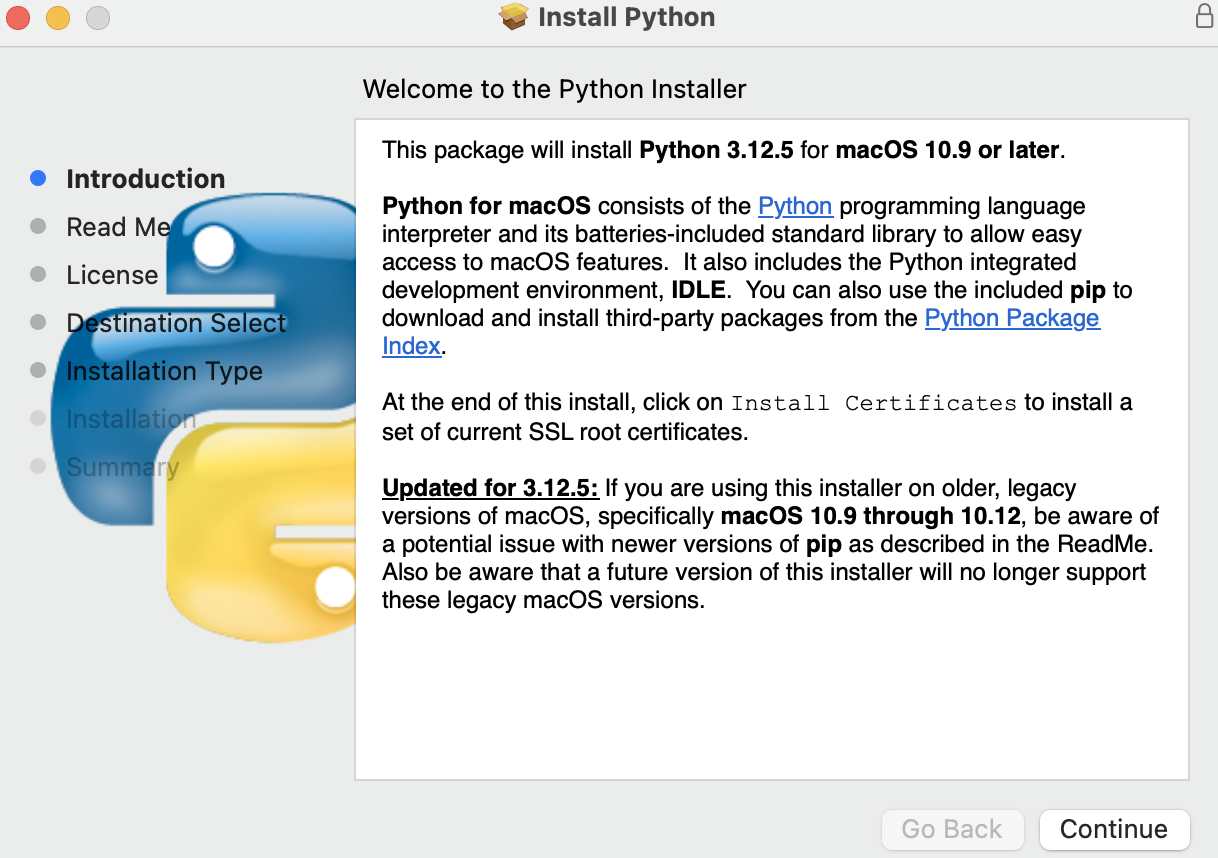 Install Python
Welcome to the Python Installer
Introduction
Read Me
License
Destination Select
Installation Type
Installation
Summary
This package will install Python 3.12.5 for macOS 10.9 or later.
Python for macOS consists of the Python programming language
interpreter and its batteries-included standard library to allow easy
access to macOS features.  It also includes the Python integrated
development environment, IDLE.  You can also use the included pip to
download and install third-party packages from the Python Package
Index.
At the end of this install, click on Install Certificates to install a
set of current SSL root certificates.
Updated for 3.12.5: If you are using this installer on older, legacy
versions of macOS, specifically macOS 10.9 through 10.12, be aware of
a potential issue with newer versions of pip as described in the ReadMe.
Also be aware that a future version of this installer will no longer support
these legacy macOS versions.
Go Back
Continue